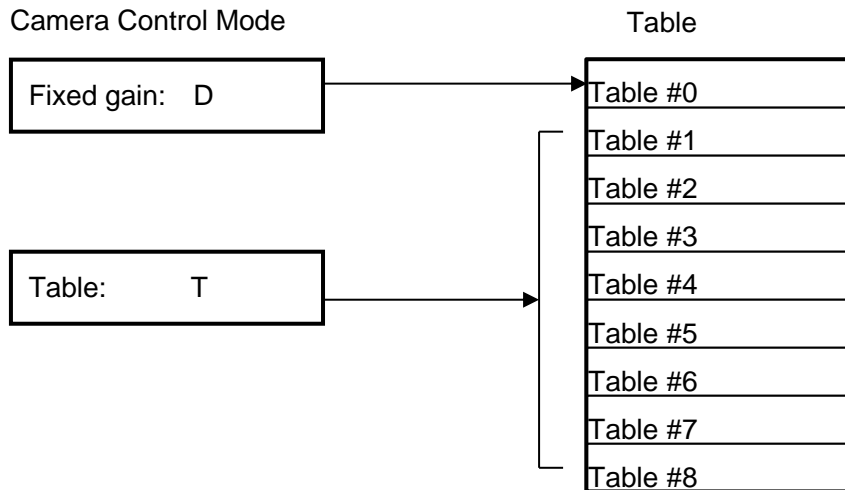 Camera Control Mode
Table
Fixed gain: D
Table: T
Table #0
Table #1
Table #2
Table #3
Table #4
Table #5
Table #6
Table #7
Table #8